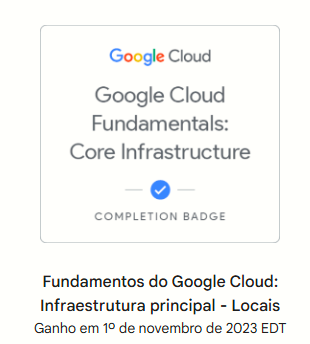 Google Cloud
Google Cloud
Fundamentals:
Core Infrastructure
COMPLETION BADGE
Fundamentos do Google Cloud:
Infraestrutura principal - Locais
Ganho em 1º de novembro de 2023 EDT